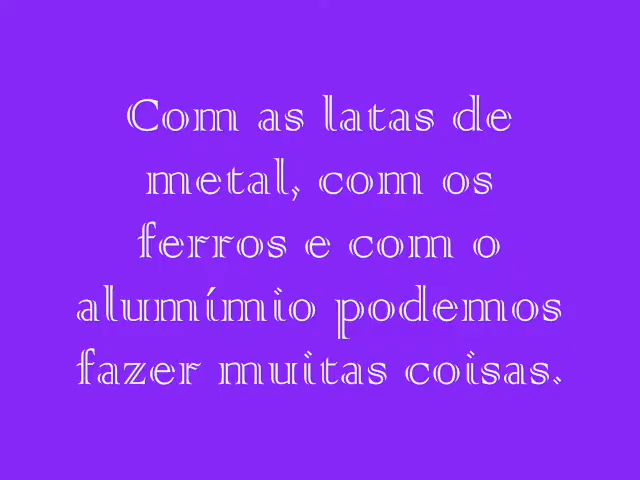 Com as latas de
metal, com os
ferros e com o
alumímio podemos
fazer muitas coisas.